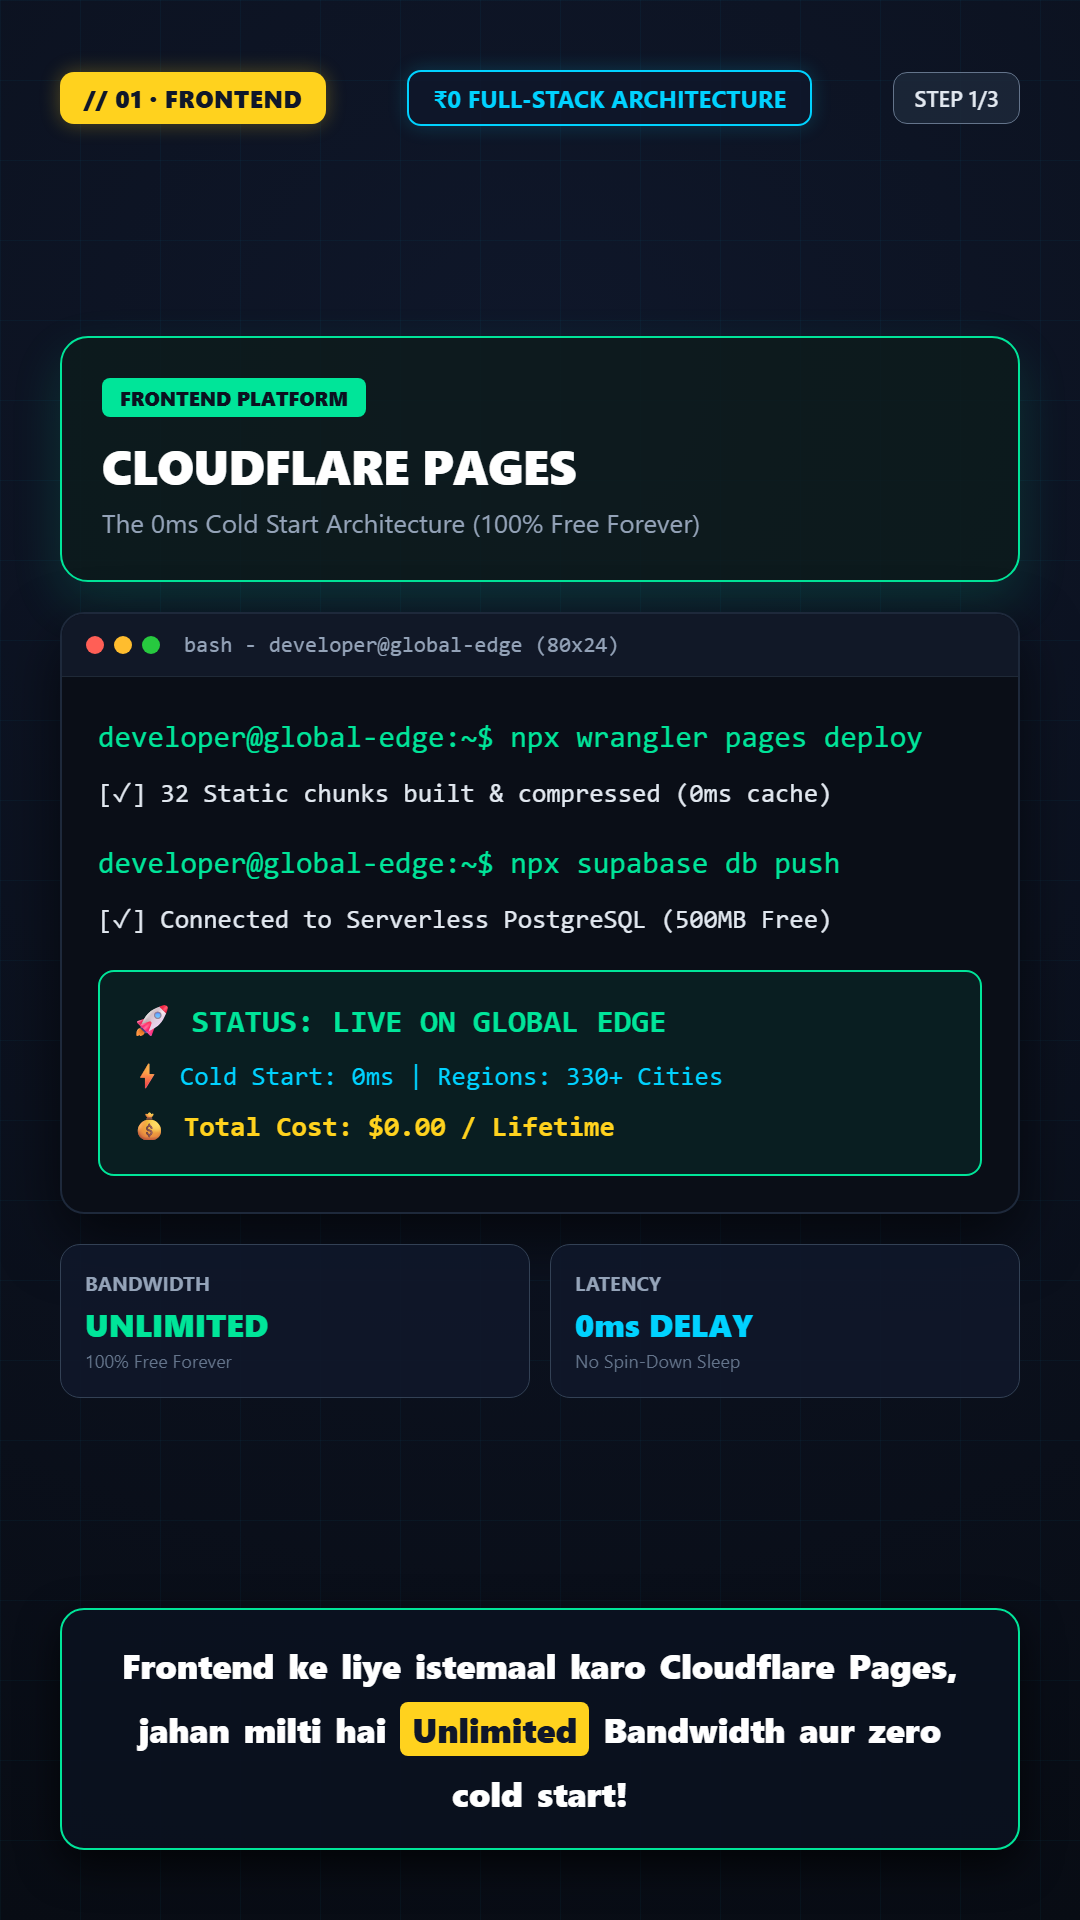 // 01 · FRONTEND
₹0 FULL-STACK ARCHITECTURE
STEP 1/3
FRONTEND PLATFORM
CLOUDFLARE PAGES
The 0ms Cold Start Architecture (100% Free Forever)
bash - developer@global-edge (80x24)
developer@global-edge:~$ npx wrangler pages deploy
[✓] 32 Static chunks built & compressed (0ms cache)
developer@global-edge:~$ npx supabase db push
[✓] Connected to Serverless PostgreSQL (500MB Free)
🚀 STATUS: LIVE ON GLOBAL EDGE
⚡ Cold Start: 0ms | Regions: 330+ Cities
💰 Total Cost: $0.00 / Lifetime
BANDWIDTH
UNLIMITED
100% Free Forever
LATENCY
0ms DELAY
No Spin-Down Sleep
Frontend ke liye istemaal karo Cloudflare Pages,
jahan milti hai Unlimited Bandwidth aur zero
cold start!